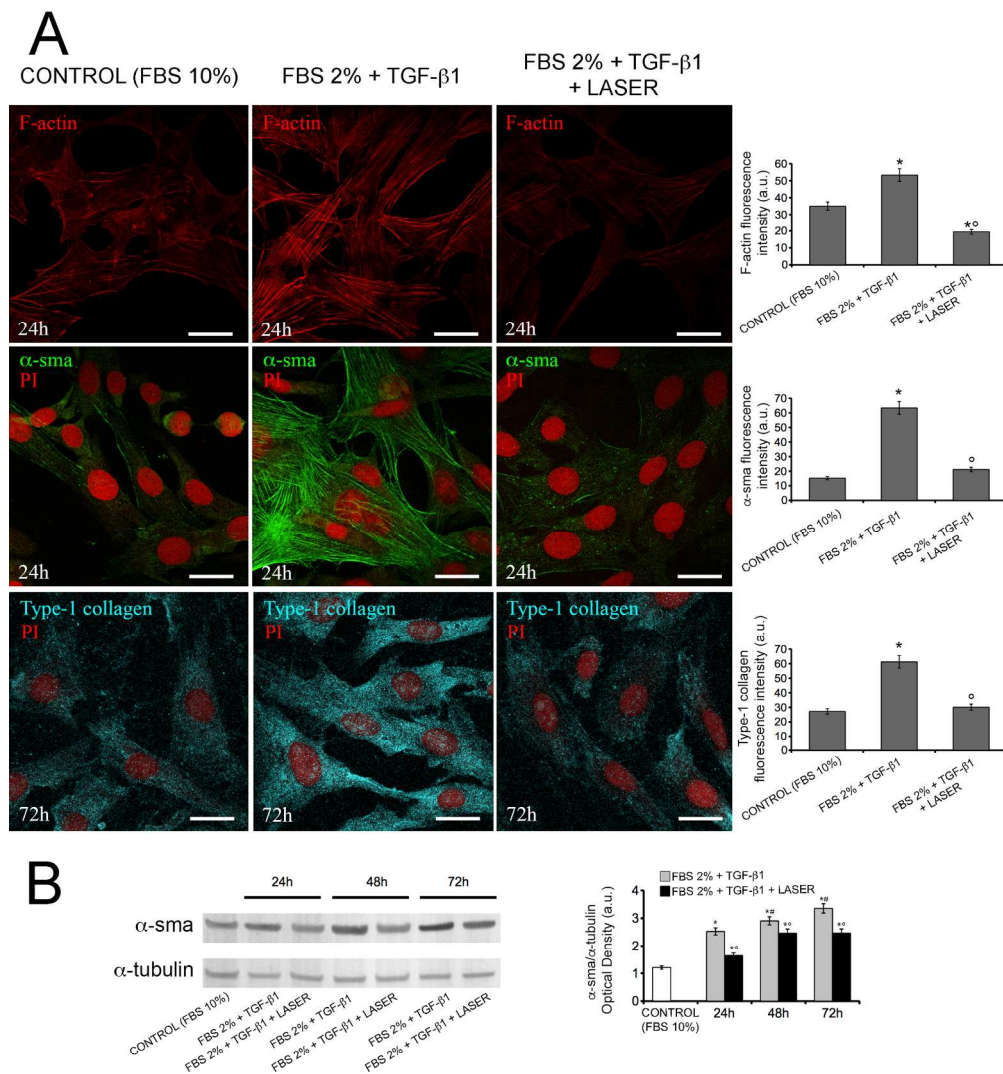 A
CONTROL (FBS 10%)
FBS 2% + TGF-β1
FBS 2% + TGF-β1
+ LASER
F-actin
24h
F-actin
24h
F-actin
24h
F-actin fluorescence
intensity (a.u.)
60
50
40
30
20
10
0
*
*°
CONTROL (FBS 10%)
FBS 2% + TGF-β1
FBS 2% + TGF-β1
+ LASER
α-sma
PI
24h
α-sma
PI
24h
α-sma
PI
24h
α-sma fluorescence
intensity (a.u.)
70
60
50
40
30
20
10
0
*
°
CONTROL (FBS 10%)
FBS 2% + TGF-β1
FBS 2% + TGF-β1
+ LASER
Type-1 collagen
PI
72h
Type-1 collagen
PI
72h
Type-1 collagen
PI
72h
Type-1 collagen
fluorescence intensity (a.u.)
70
60
50
40
30
20
10
0
*
°
CONTROL (FBS 10%)
FBS 2% + TGF-β1
FBS 2% + TGF-β1
+ LASER
B
24h
48h
72h
α-sma
α-tubulin
CONTROL (FBS 10%)
FBS 2% + TGF-β1
FBS 2% + TGF-β1 + LASER
FBS 2% + TGF-β1
FBS 2% + TGF-β1 + LASER
FBS 2% + TGF-β1
FBS 2% + TGF-β1 + LASER
FBS 2% + TGF-β1
FBS 2% + TGF-β1 + LASER
α-sma/α-tubulin
Optical Density (a.u.)
4
3
2
1
0
*
*°
*#
*°
*#
*°
CONTROL
(FBS 10%)
24h
48h
72h